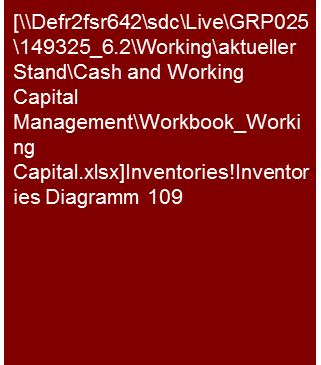 [\\Defr2fsr642\sdc\Live\GRP025
\149325_6.2\Working\aktueller
Stand\Cash and Working
Capital
Management\Workbook_Worki
ng
Capital.xlsx]Inventories!Inventor
ies Diagramm 109